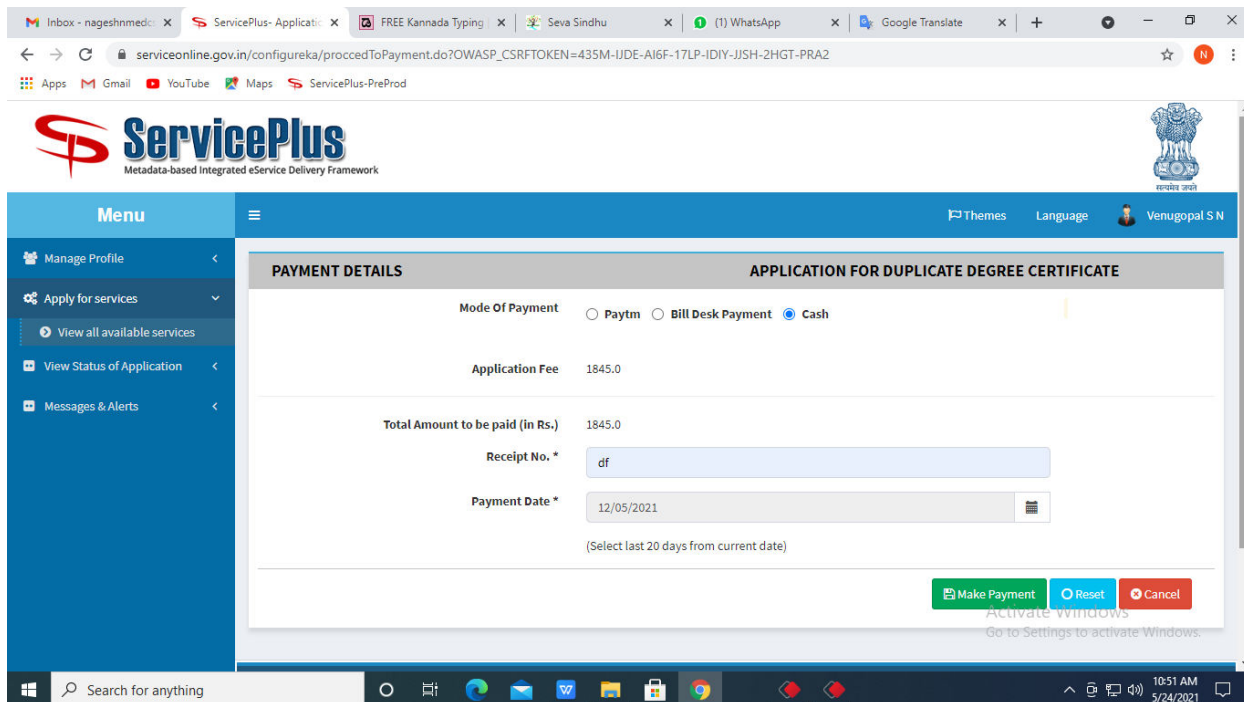 Inbox - nageshnmedc
ServicePlus- Applicatio
FREE Kannada Typing
Seva Sindhu
(1) WhatsApp
Google Translate
serviceonline.gov.in/configureka/proccedToPayment.do?OWASP_CSRFTOKEN=435M-IJDE-AI6F-17LP-IDIY-JJSH-2HGT-PRA2
N
Apps Gmail YouTube Maps ServicePlus-PreProd
ServicePlus
Metadata-based Integrated eService Delivery Framework
सत्यमेव जयते
Menu
Themes Language Venugopal S N
Manage Profile
Apply for services
View all available services
View Status of Application
Messages & Alerts
PAYMENT DETAILS APPLICATION FOR DUPLICATE DEGREE CERTIFICATE
Mode Of Payment Paytm Bill Desk Payment Cash
Application Fee 1845.0
Total Amount to be paid (in Rs.) 1845.0
Receipt No. * df
Payment Date * 12/05/2021
(Select last 20 days from current date)
Make Payment Reset Cancel
Activate Windows
Go to Settings to activate Windows.
Search for anything
W
10:51 AM
5/24/2021